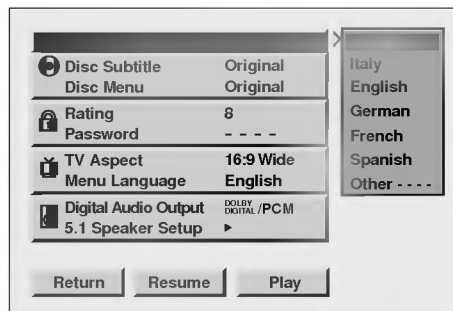 Disc Subtitle Original
Disc Menu Original
Rating 8
Password - - - -
TV Aspect 16:9 Wide
Menu Language English
Digital Audio Output DOLBY DIGITAL /PCM
5.1 Speaker Setup ►
Italy
English
German
French
Spanish
Other - - - -
Return Resume Play